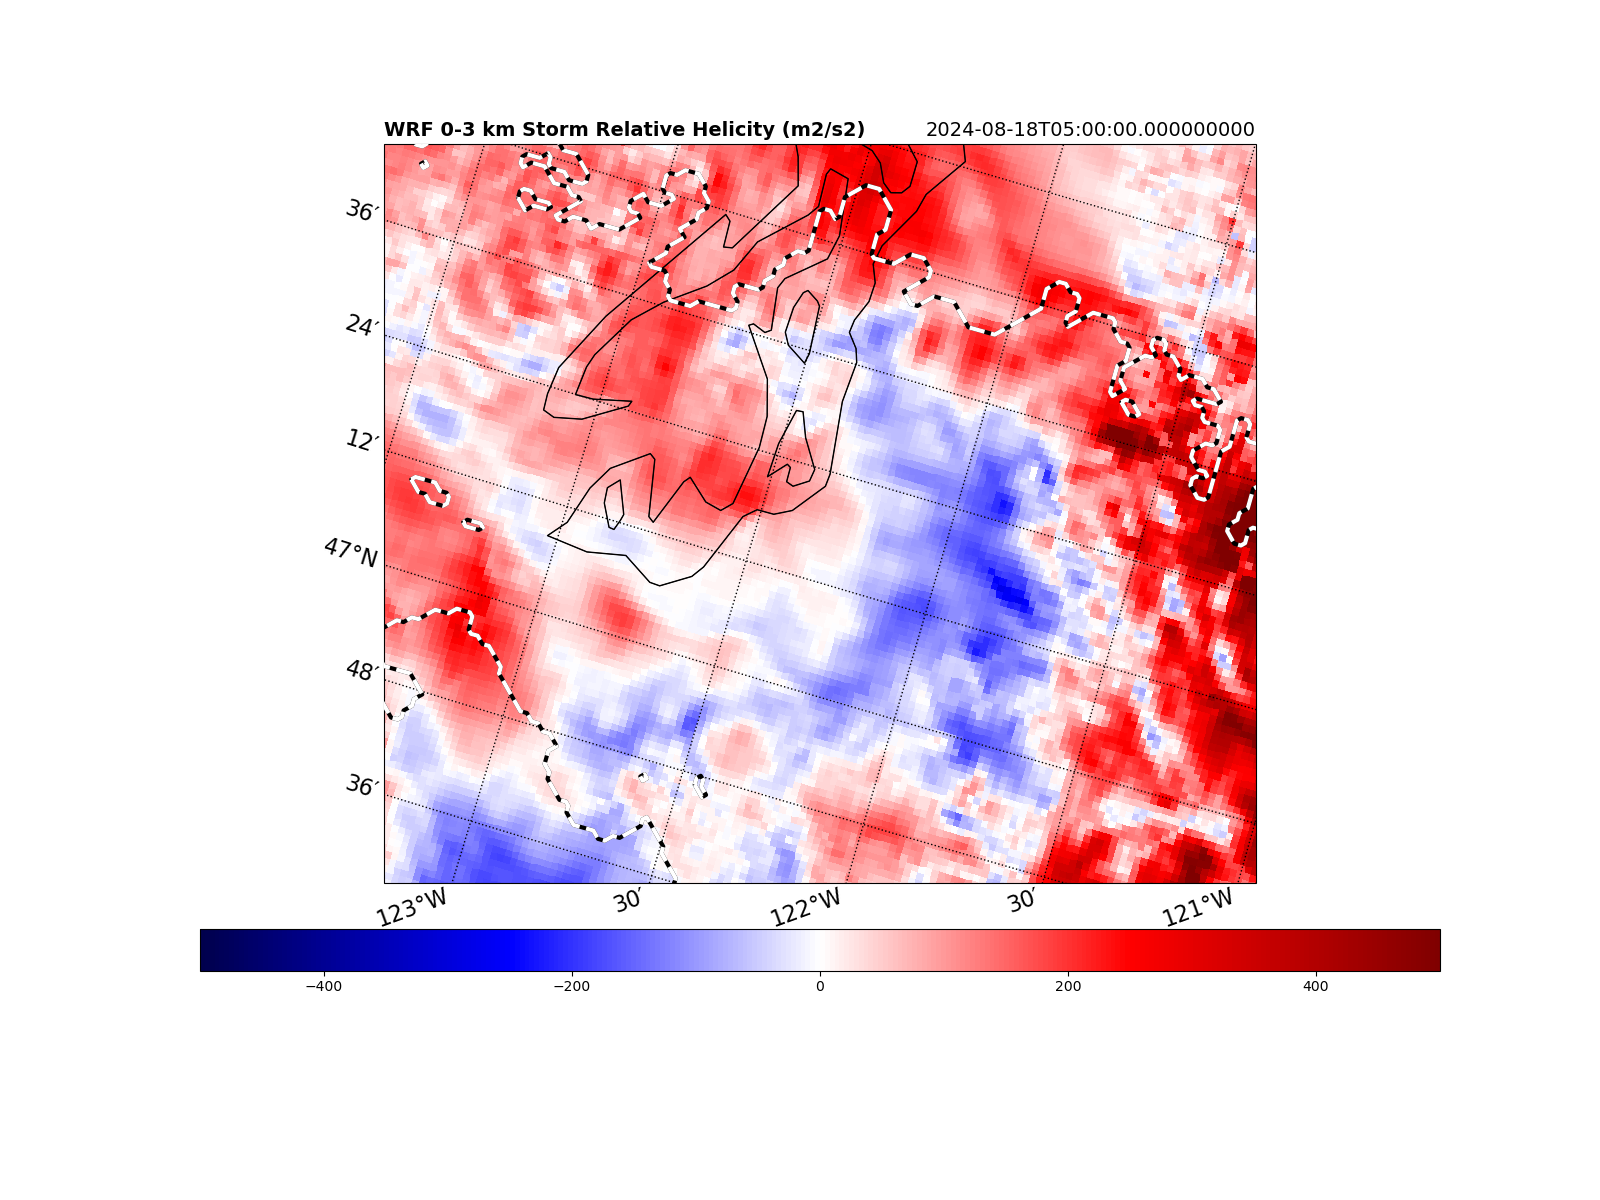 WRF 0-3 km Storm Relative Helicity (m2/s2) 2024-08-18T05:00:00.000000000
36′
24′
12′
47°N
48′
36′
123°W 30′ 122°W 30′ 121°W
−400 −200 0 200 400